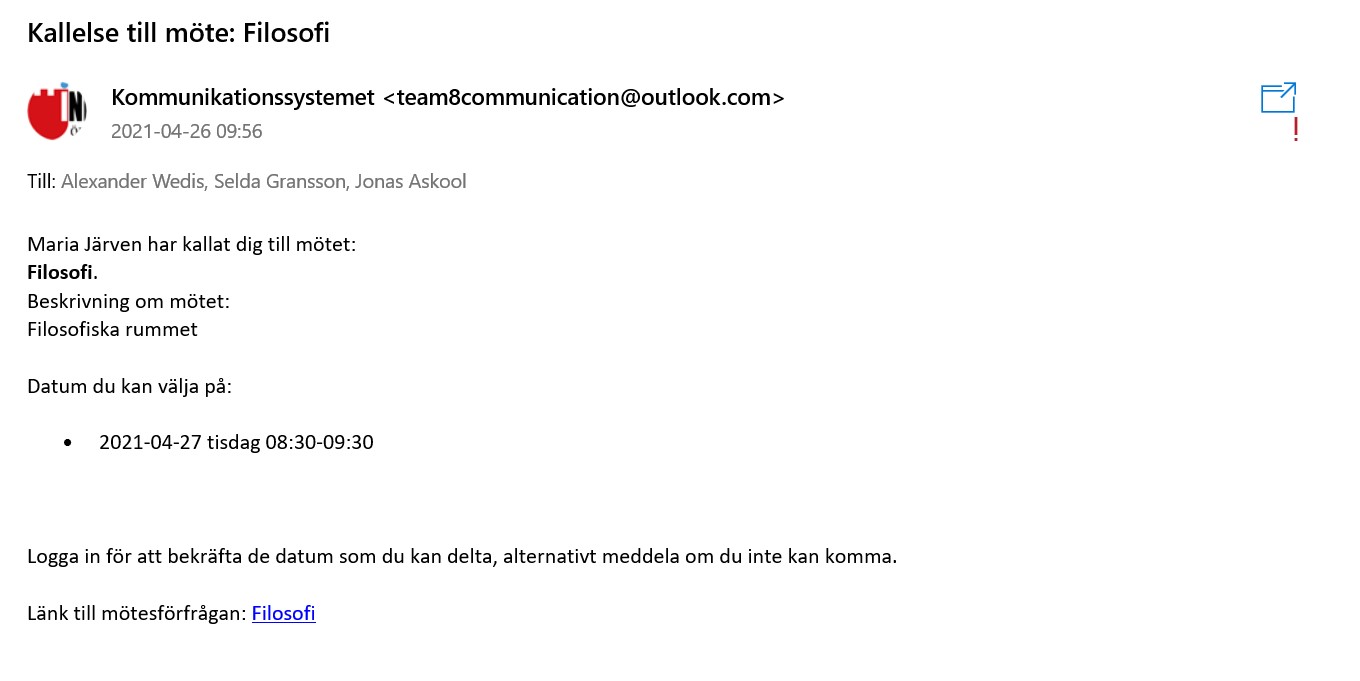 Kallelse till möte: Filosofi
IN
Kommunikationssystemet <team8communication@outlook.com>
2021-04-26 09:56
!
Till: Alexander Wedis, Selda Gransson, Jonas Askool
Maria Järven har kallat dig till mötet:
Filosofi.
Beskrivning om mötet:
Filosofiska rummet
Datum du kan välja på:
• 2021-04-27 tisdag 08:30-09:30
Logga in för att bekräfta de datum som du kan delta, alternativt meddela om du inte kan komma.
Länk till mötesförfrågan: Filosofi